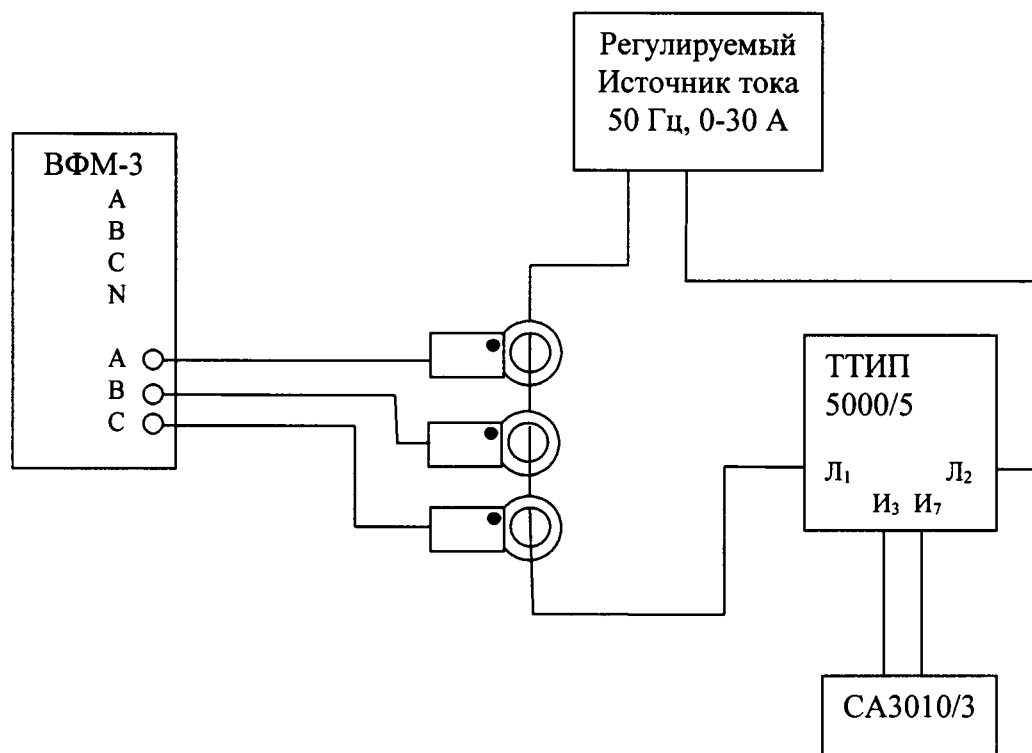 Регулируемый
Источник тока
50 Гц, 0-30 А
ВФМ-3
А
В
С
N
А
В
С
ТТИП
5000/5
Л₁ Л₂
И₃ И₇
СА3010/3